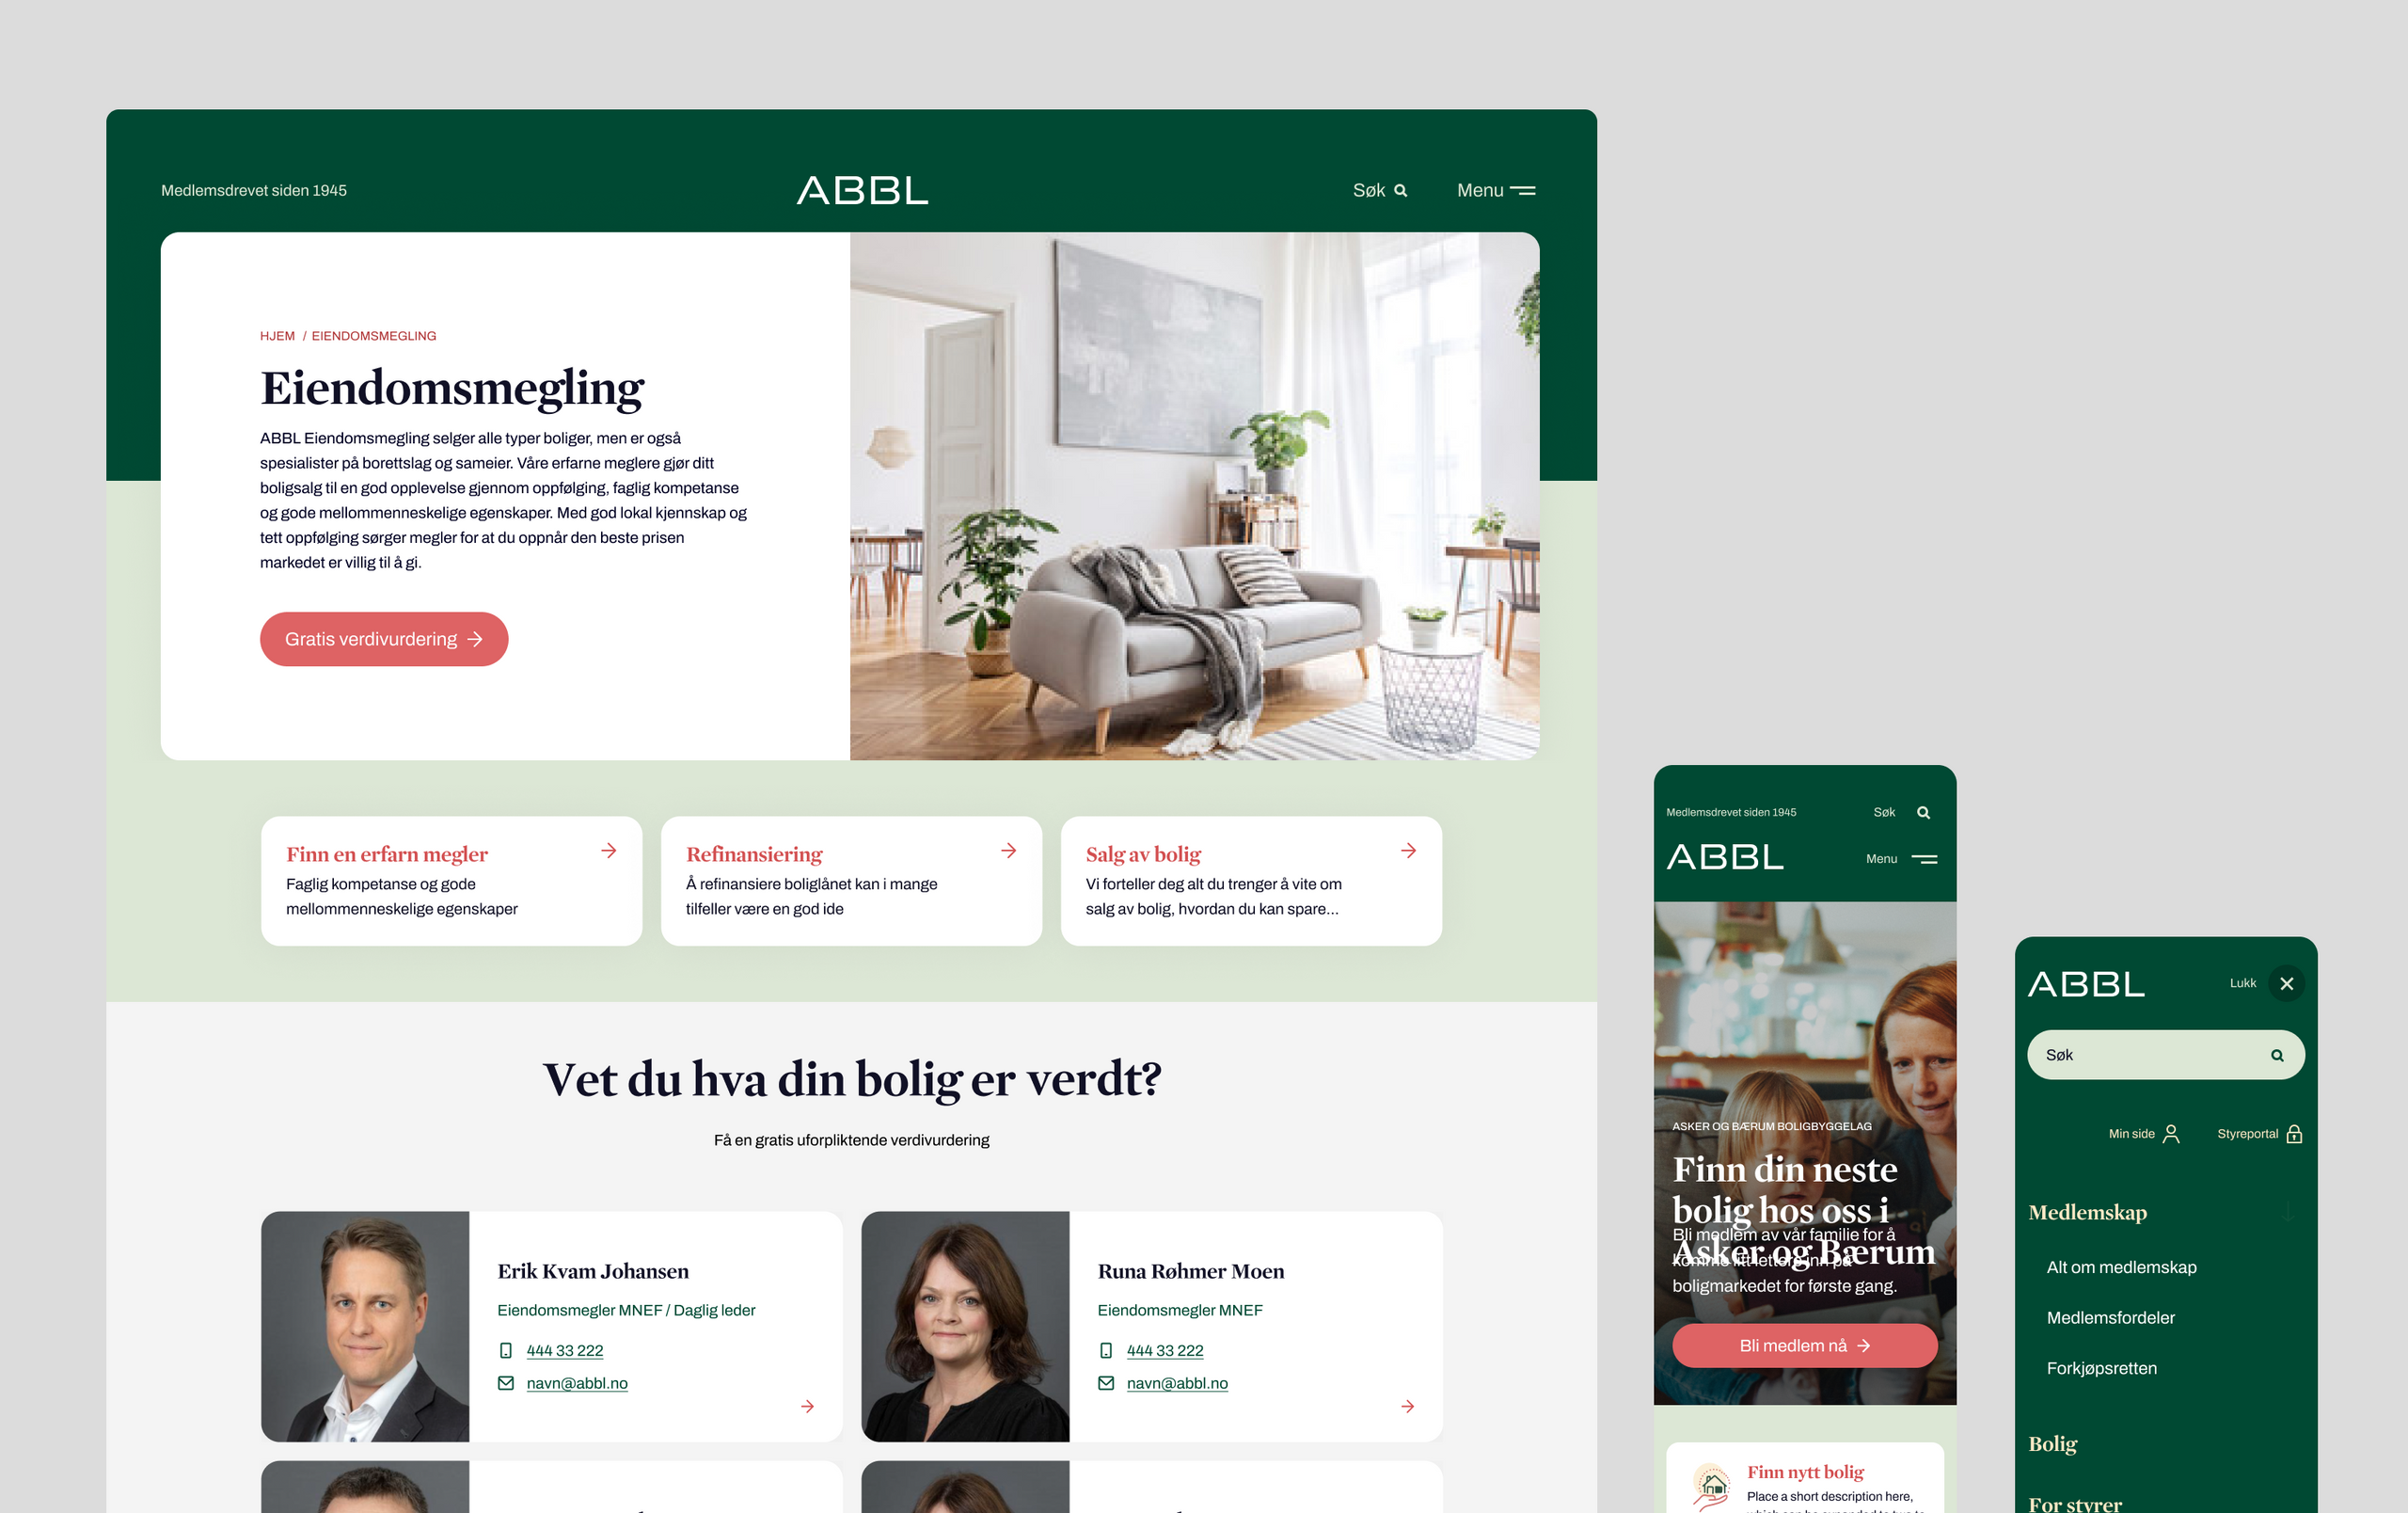 Medlemsdrevet siden 1945
ABBL
Søk
Menu
HJEM / EIENDOMSMEGLING
Eiendomsmegling
ABBL Eiendomsmegling selger alle typer boliger, men er også
spesialister på borettslag og sameier. Våre erfarne meglere gjør ditt
boligsalg til en god opplevelse gjennom oppfølging, faglig kompetanse
og gode mellommenneskelige egenskaper. Med god lokal kjennskap og
tett oppfølging sørger megler for at du oppnår den beste prisen
markedet er villig til å gi.
Gratis verdivurdering
Finn en erfarn megler
Faglig kompetanse og gode
mellommenneskelige egenskaper
Refinansiering
Å refinansiere boliglånet kan i mange
tilfeller være en god ide
Salg av bolig
Vi forteller deg alt du trenger å vite om
salg av bolig, hvordan du kan spare...
Vet du hva din bolig er verdt?
Få en gratis uforpliktende verdivurdering
Erik Kvam Johansen
Eiendomsmegler MNEF / Daglig leder
444 33 222
navn@abbl.no
Runa Røhmer Moen
Eiendomsmegler MNEF
444 33 222
navn@abbl.no
Medlemsdrevet siden 1945
Søk
ABBL
Menu
ASKER OG BÆRUM BOLIGBYGGELAG
Finn din neste
bolig hos oss i
Asker og Bærum
Bli medlem av vår familie for å
komme litt lettere inn på
boligmarkedet for første gang.
Bli medlem nå
Finn nytt bolig
Place a short description here,
ABBL
Lukk
Søk
Min side
Styreportal
Medlemskap
Alt om medlemskap
Medlemsfordeler
Forkjøpsretten
Bolig
For styrer